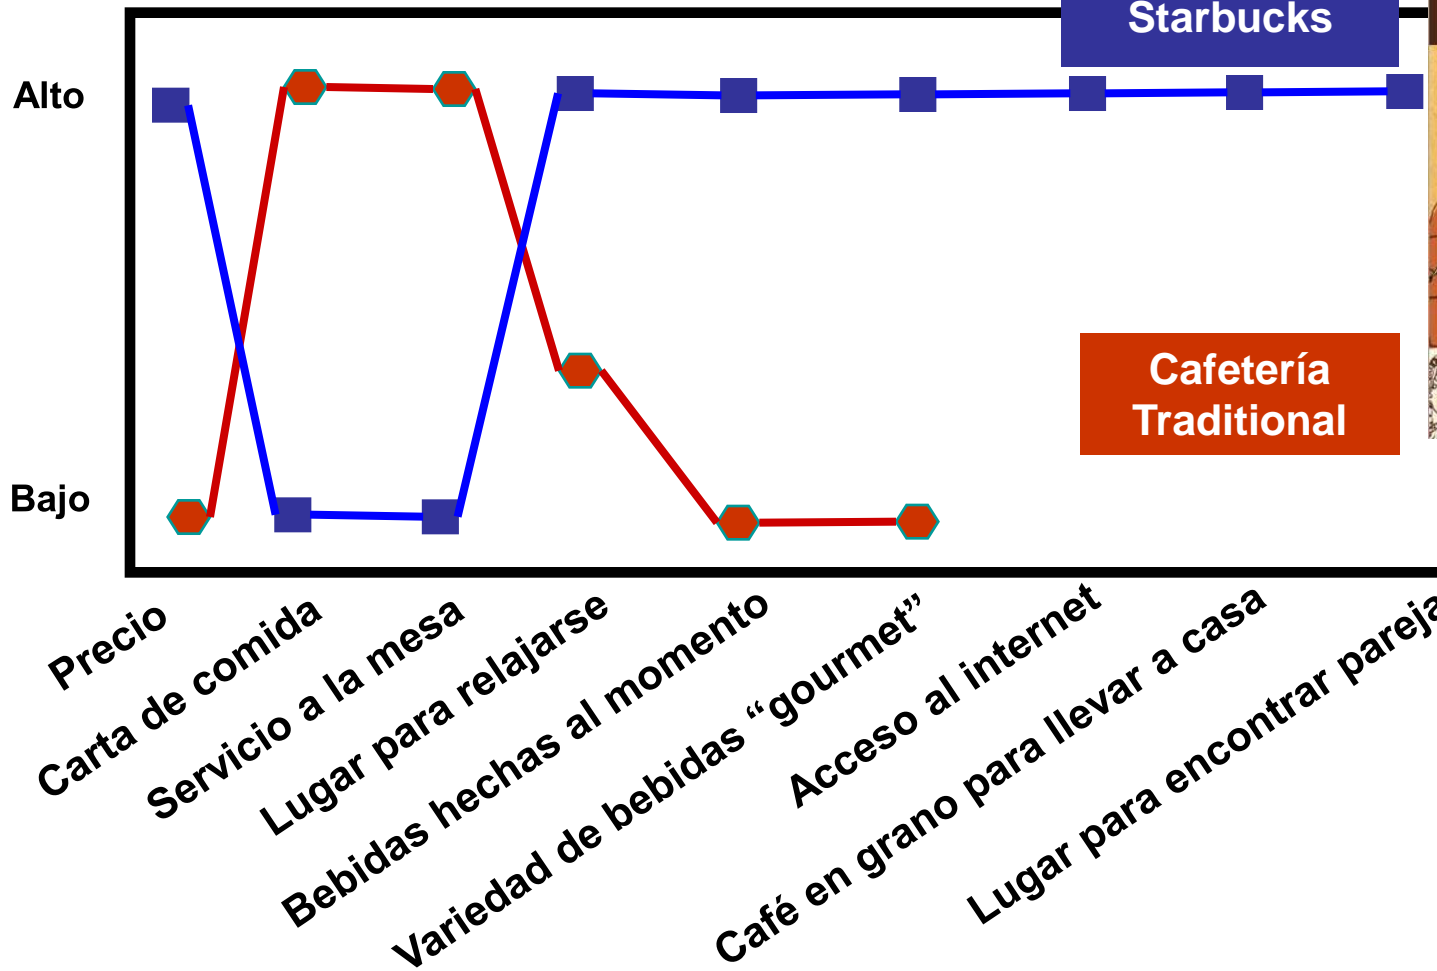 Starbucks
Alto
Cafetería
Traditional
Bajo
Precio
Carta de comida
Servicio a la mesa
Lugar para relajarse
Bebidas hechas al momento
Variedad de bebidas “gourmet”
Acceso al internet
Café en grano para llevar a casa
Lugar para encontrar pareja